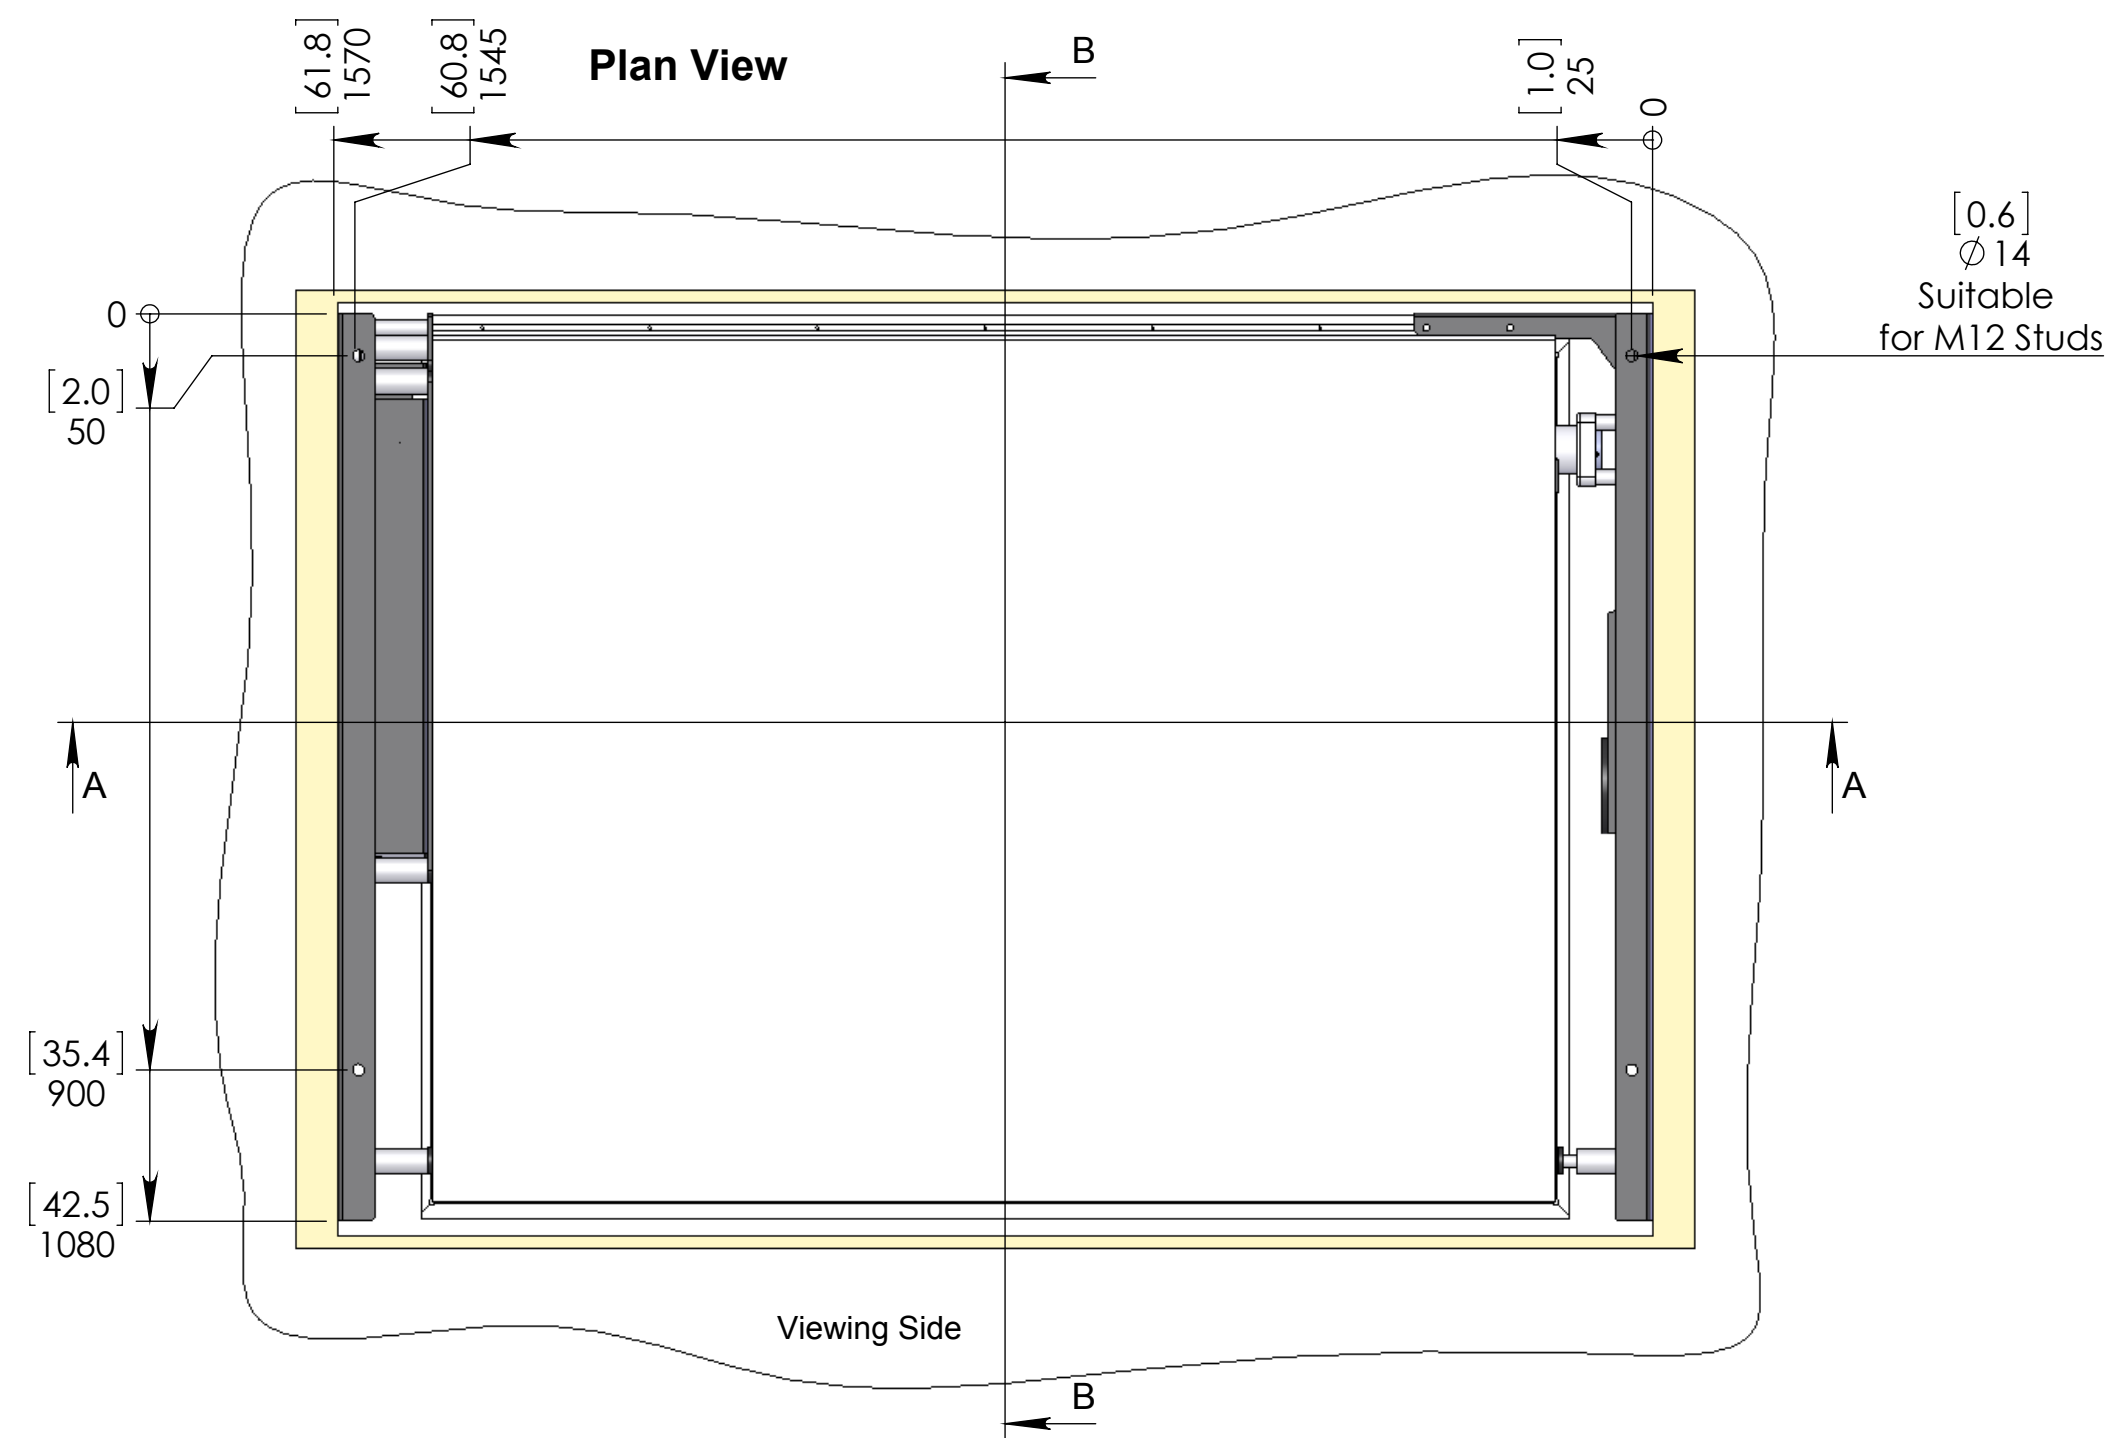 [61.8]
1570
[60.8]
1545
Plan View
B
[1.0]
25
0
[0.6]
∅14
Suitable
for M12 Studs
0
[2.0]
50
A
A
[35.4]
900
[42.5]
1080
Viewing Side
B